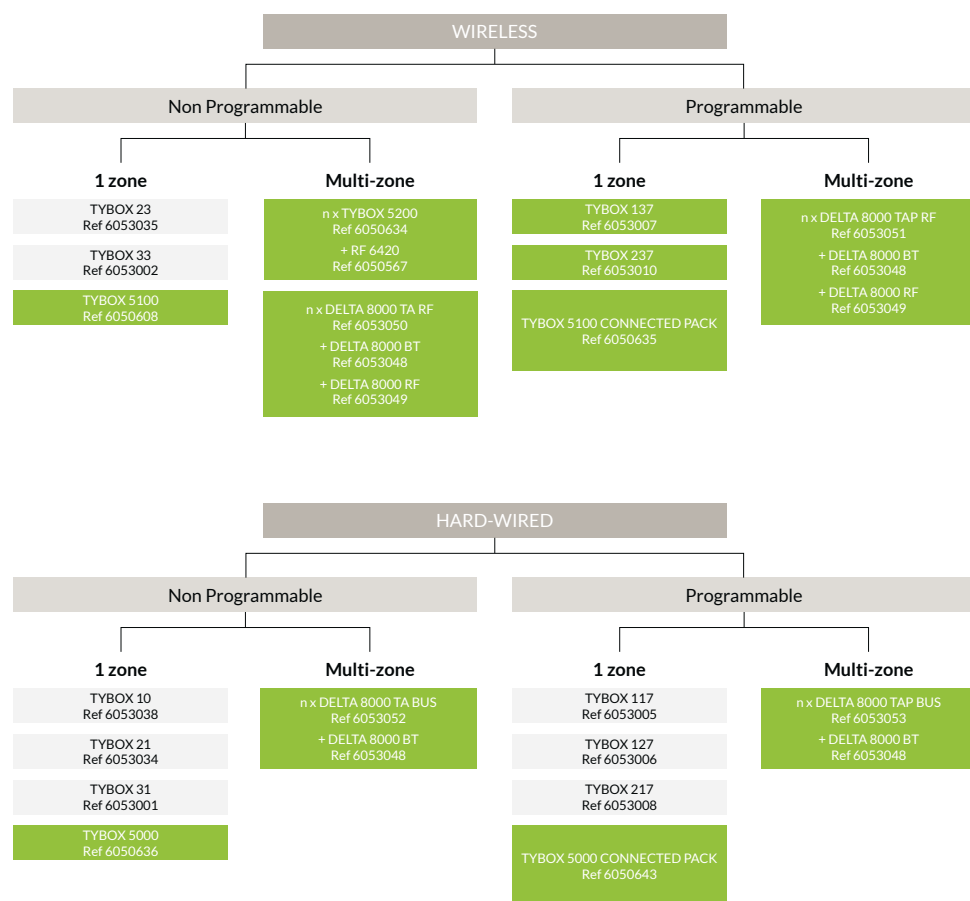 WIRELESS
Non Programmable
1 zone
TYBOX 23
Ref 6053035
TYBOX 33
Ref 6053002
TYBOX 5100
Ref 6050608
Multi-zone
n x TYBOX 5200
Ref 6050634
+ RF 6420
Ref 6050567
n x DELTA 8000 TA RF
Ref 6053050
+ DELTA 8000 BT
Ref 6053048
+ DELTA 8000 RF
Ref 6053049
Programmable
1 zone
TYBOX 137
Ref 6053007
TYBOX 237
Ref 6053010
TYBOX 5100 CONNECTED PACK
Ref 6050635
Multi-zone
n x DELTA 8000 TAP RF
Ref 6053051
+ DELTA 8000 BT
Ref 6053048
+ DELTA 8000 RF
Ref 6053049
HARD-WIRED
Non Programmable
1 zone
TYBOX 10
Ref 6053038
TYBOX 21
Ref 6053034
TYBOX 31
Ref 6053001
TYBOX 5000
Ref 6050636
Multi-zone
n x DELTA 8000 TA BUS
Ref 6053052
+ DELTA 8000 BT
Ref 6053048
Programmable
1 zone
TYBOX 117
Ref 6053005
TYBOX 127
Ref 6053006
TYBOX 217
Ref 6053008
TYBOX 5000 CONNECTED PACK
Ref 6050643
Multi-zone
n x DELTA 8000 TAP BUS
Ref 6053053
+ DELTA 8000 BT
Ref 6053048